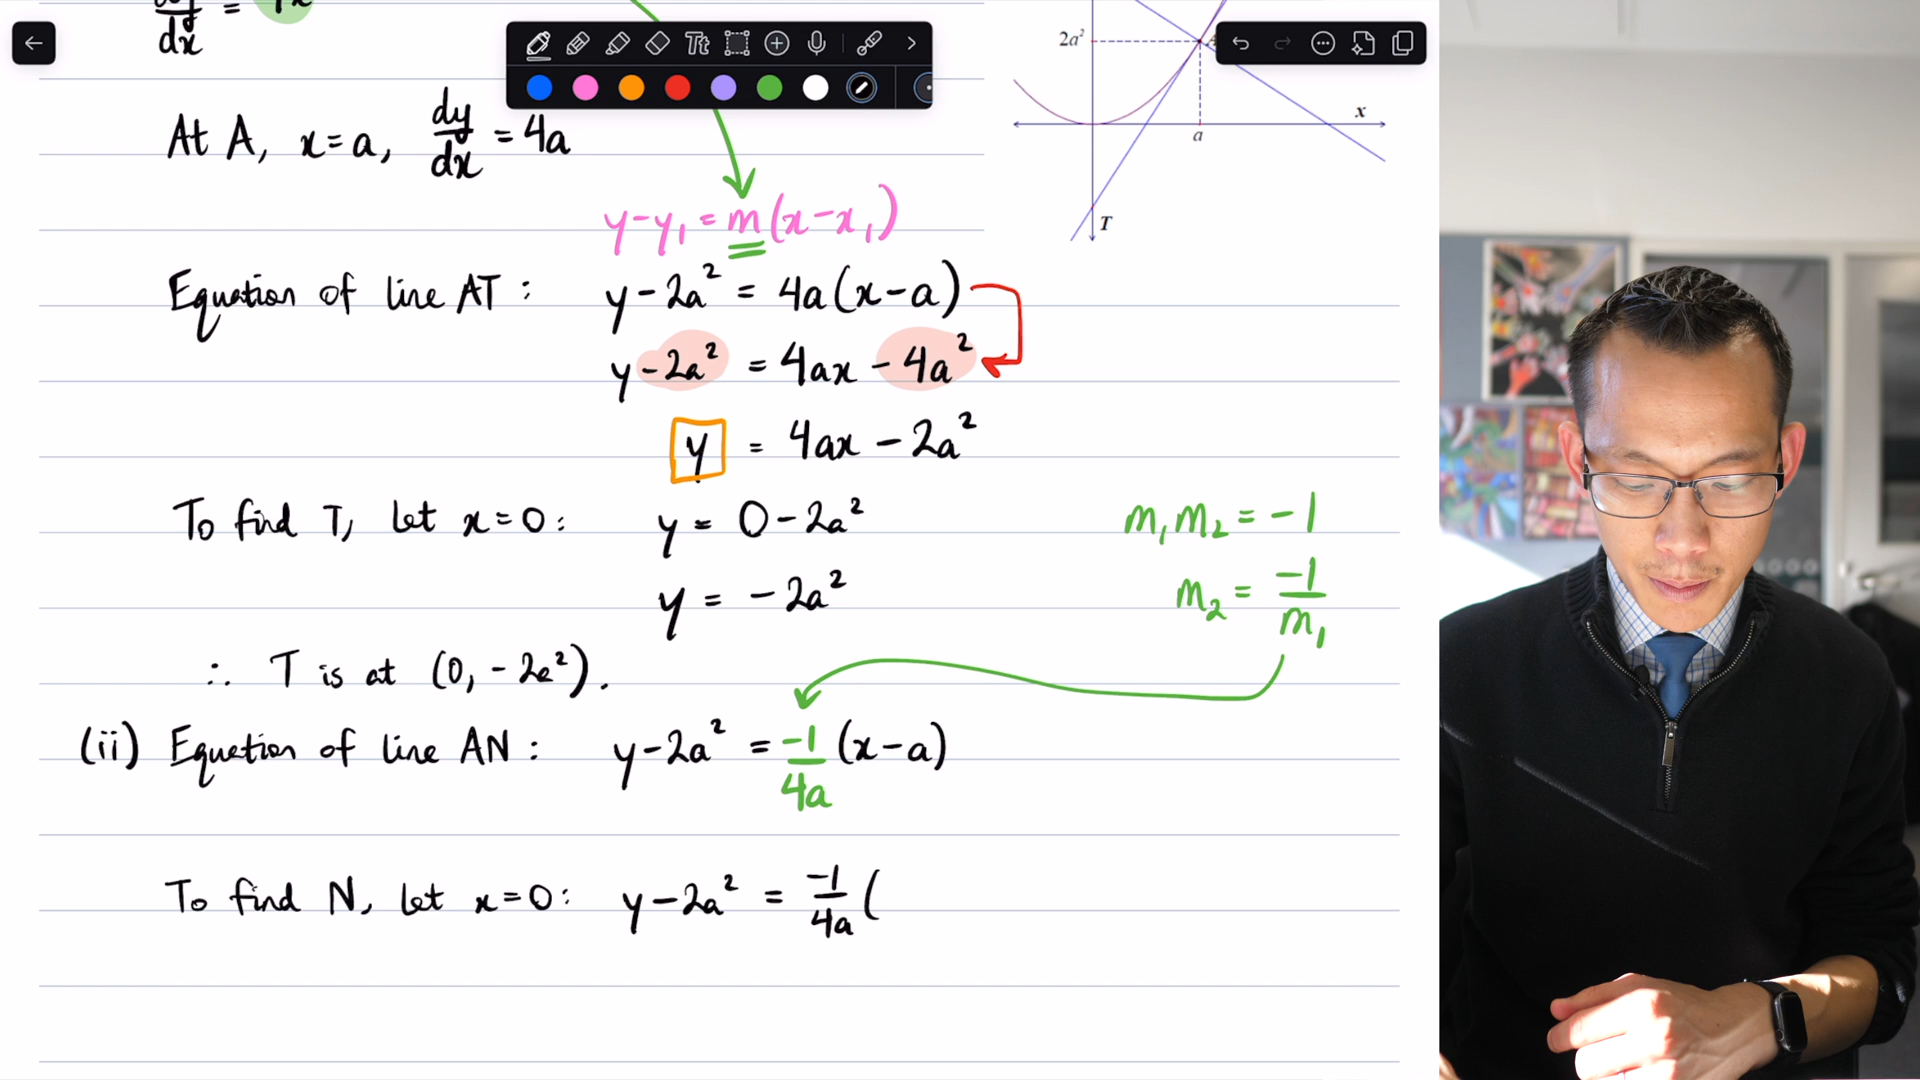 dy/dx = 4x
At A, x=a, dy/dx = 4a
y-y₁ = m(x-x₁)
Equation of line AT: y-2a² = 4a(x-a)
y-2a² = 4ax-4a²
y = 4ax-2a²
To find T, let x=0: y = 0-2a²
y = -2a²
∴ T is at (0, -2a²).
m₁m₂ = -1
m₂ = -1/m₁
(ii) Equation of line AN: y-2a² = -1/4a (x-a)
To find N, let x=0: y-2a² = -1/4a (
2a²
x
a
T
Tt